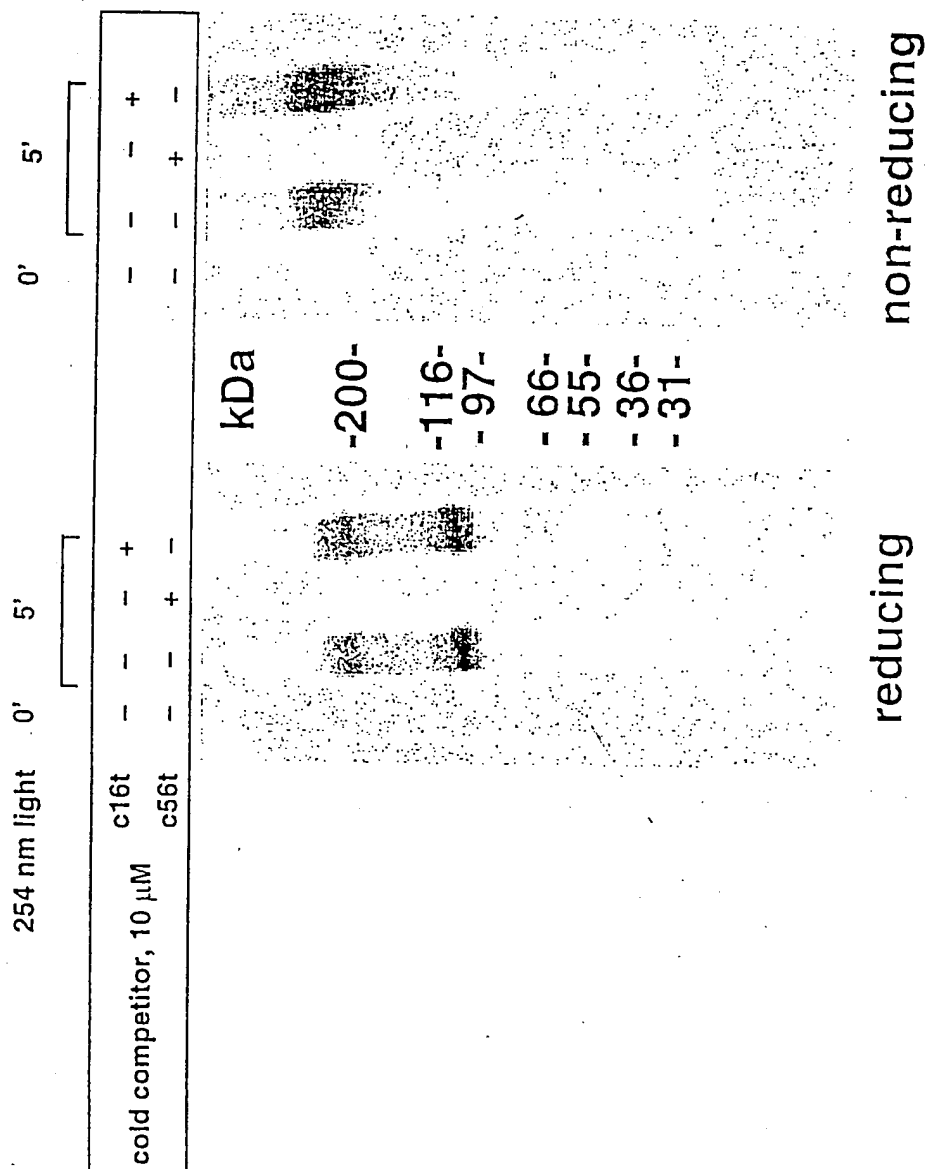 254 nm light 0' 5' 0' 5'
cold competitor, 10 µM
c16t − − − + − − − +
c56t − − + − − − + −
kDa
-200-
-116-
- 97-
- 66-
- 55-
- 36-
- 31-
reducing
non-reducing